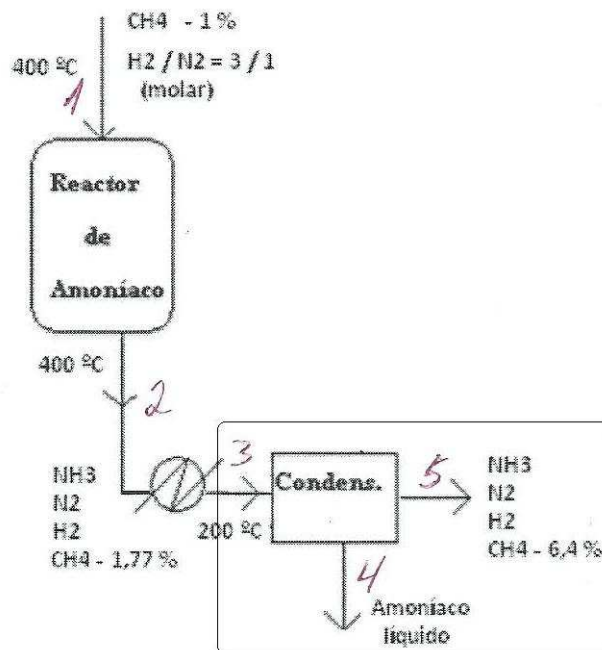 CH4 - 1 %
400 ºC
H2 / N2 = 3 / 1
(molar)
1
Reactor
de
Amoníaco
400 ºC
2
NH3
N2
H2
CH4 - 1,77 %
3
200 ºC
Condens.
5
NH3
N2
H2
CH4 - 6,4 %
4
Amoníaco
líquido